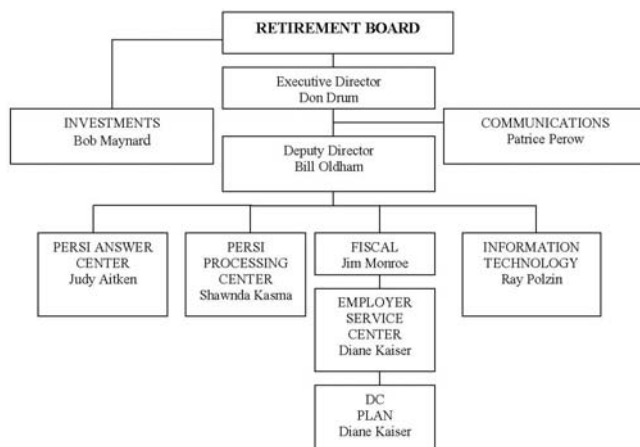 RETIREMENT BOARD
Executive Director
Don Drum
INVESTMENTS
Bob Maynard
COMMUNICATIONS
Patrice Perow
Deputy Director
Bill Oldham
PERSI ANSWER
CENTER
Judy Aitken
PERSI
PROCESSING
CENTER
Shawnda Kasma
FISCAL
Jim Monroe
INFORMATION
TECHNOLOGY
Ray Polzin
EMPLOYER
SERVICE
CENTER
Diane Kaiser
DC
PLAN
Diane Kaiser